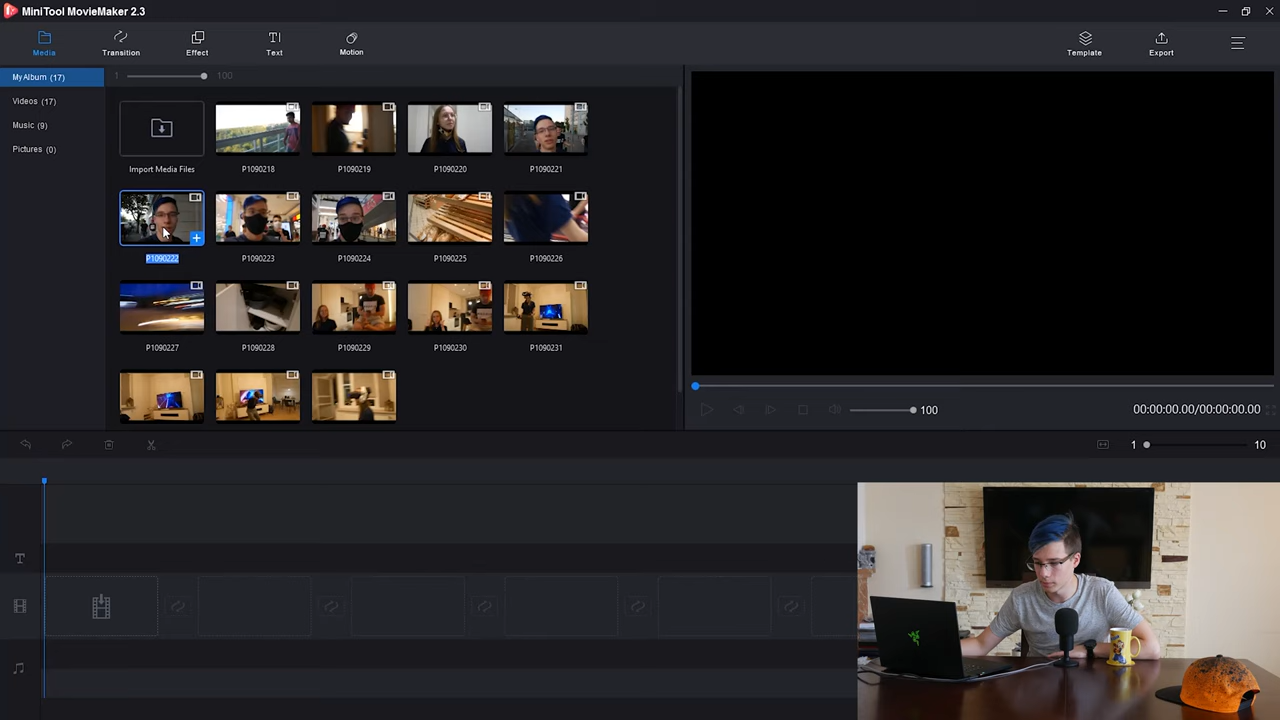 MiniTool MovieMaker 2.3
Media
Transition
Effect
Text
Motion
Template
Export
My Album (17)
1
100
Videos (17)
Music (9)
Pictures (0)
Import Media Files
P1090218
P1090219
P1090220
P1090221
P1090222
P1090223
P1090224
P1090225
P1090226
P1090227
P1090228
P1090229
P1090230
P1090231
100
00:00:00.00/00:00:00.00
1
10